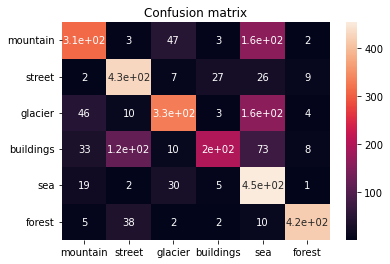 Confusion matrix
mountain 3.1e+02 3 47 3 1.6e+02 2
street 2 4.3e+02 7 27 26 9
glacier 46 10 3.3e+02 3 1.6e+02 4
buildings 33 1.2e+02 10 2e+02 73 8
sea 19 2 30 5 4.5e+02 1
forest 5 38 2 2 10 4.2e+02
mountain street glacier buildings sea forest
400
300
200
100